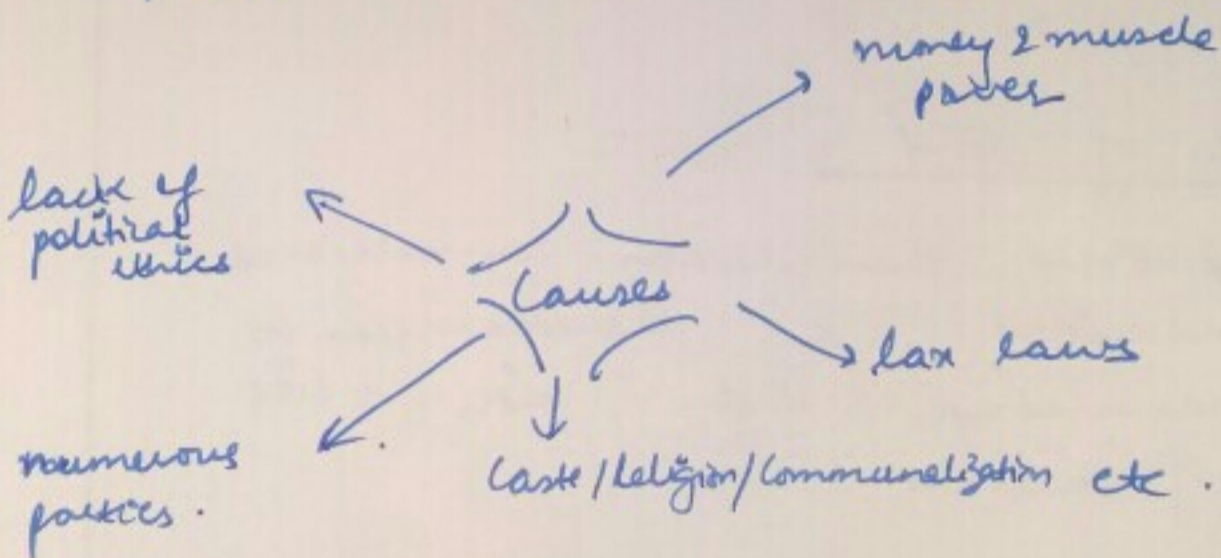 money & muscle
power
lack of
political
ethics
Causes
lax laws
numerous
parties.
Caste/Religion/Communalization etc.